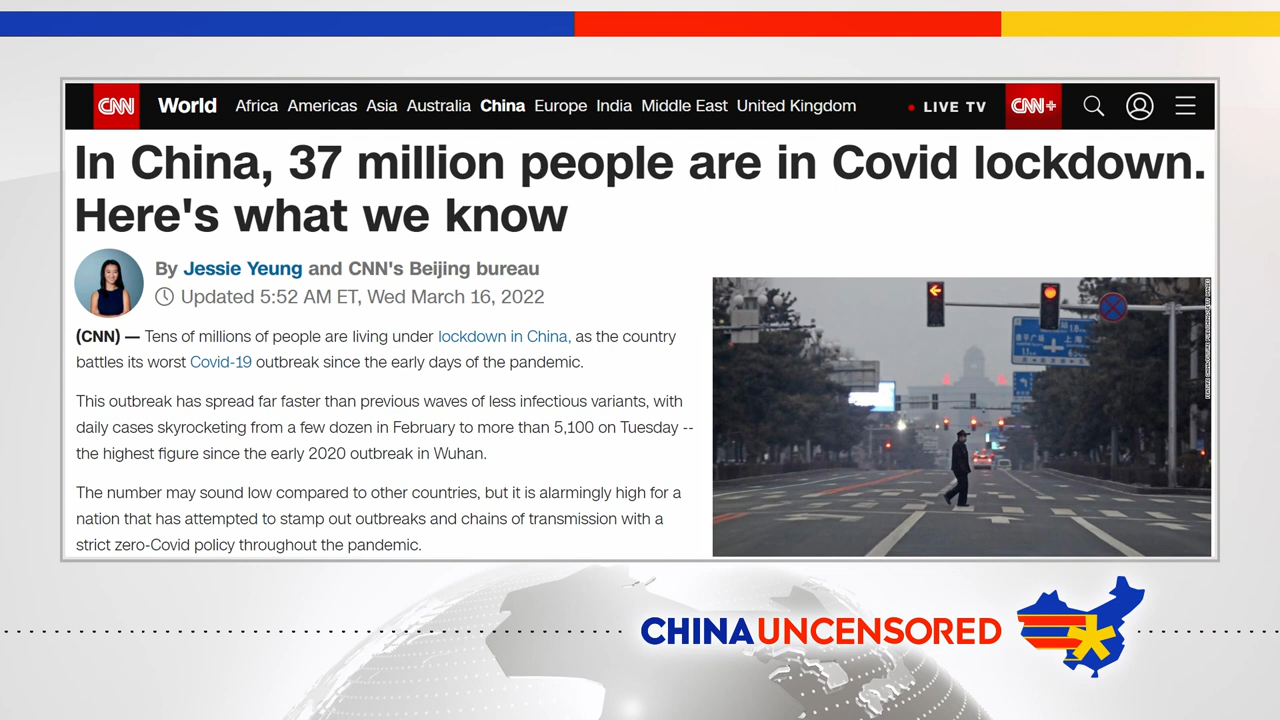 CNN World Africa Americas Asia Australia China Europe India Middle East United Kingdom LIVE TV CNN+
In China, 37 million people are in Covid lockdown.
Here's what we know
By Jessie Yeung and CNN's Beijing bureau
Updated 5:52 AM ET, Wed March 16, 2022
(CNN) — Tens of millions of people are living under lockdown in China, as the country
battles its worst Covid-19 outbreak since the early days of the pandemic.
This outbreak has spread far faster than previous waves of less infectious variants, with
daily cases skyrocketing from a few dozen in February to more than 5,100 on Tuesday --
the highest figure since the early 2020 outbreak in Wuhan.
The number may sound low compared to other countries, but it is alarmingly high for a
nation that has attempted to stamp out outbreaks and chains of transmission with a
strict zero-Covid policy throughout the pandemic.
CHINA UNCENSORED